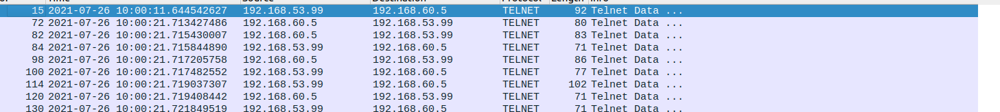 Time Source Destination Protocol Length Info
15 2021-07-26 10:00:11.644542627 192.168.53.99 192.168.60.5 TELNET 92 Telnet Data ...
72 2021-07-26 10:00:21.713427486 192.168.60.5 192.168.53.99 TELNET 80 Telnet Data ...
82 2021-07-26 10:00:21.715430007 192.168.60.5 192.168.53.99 TELNET 83 Telnet Data ...
84 2021-07-26 10:00:21.715844890 192.168.53.99 192.168.60.5 TELNET 71 Telnet Data ...
98 2021-07-26 10:00:21.717205758 192.168.60.5 192.168.53.99 TELNET 86 Telnet Data ...
100 2021-07-26 10:00:21.717482552 192.168.53.99 192.168.60.5 TELNET 77 Telnet Data ...
114 2021-07-26 10:00:21.719037307 192.168.53.99 192.168.60.5 TELNET 102 Telnet Data ...
120 2021-07-26 10:00:21.719408442 192.168.60.5 192.168.53.99 TELNET 71 Telnet Data ...
130 2021-07-26 10:00:21.721849519 192.168.53.99 192.168.60.5 TELNET 71 Telnet Data ...